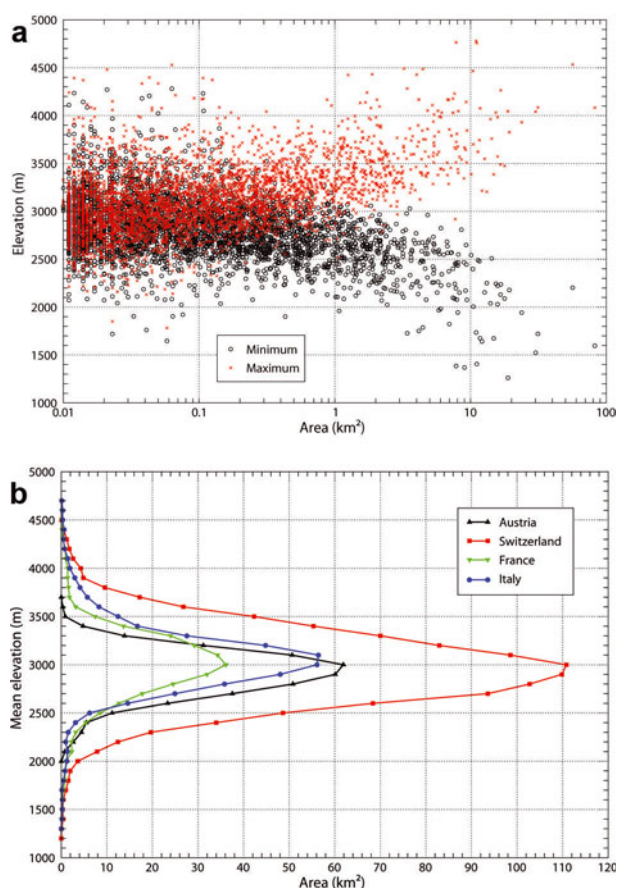 a
5000
4500
4000
3500
3000
2500
2000
1500
1000
Elevation (m)
Minimum
Maximum
0.01 0.1 1 10 100
Area (km²)
b
5000
4500
4000
3500
3000
2500
2000
1500
1000
Mean elevation (m)
Austria
Switzerland
France
Italy
0 10 20 30 40 50 60 70 80 90 100 110 120
Area (km²)